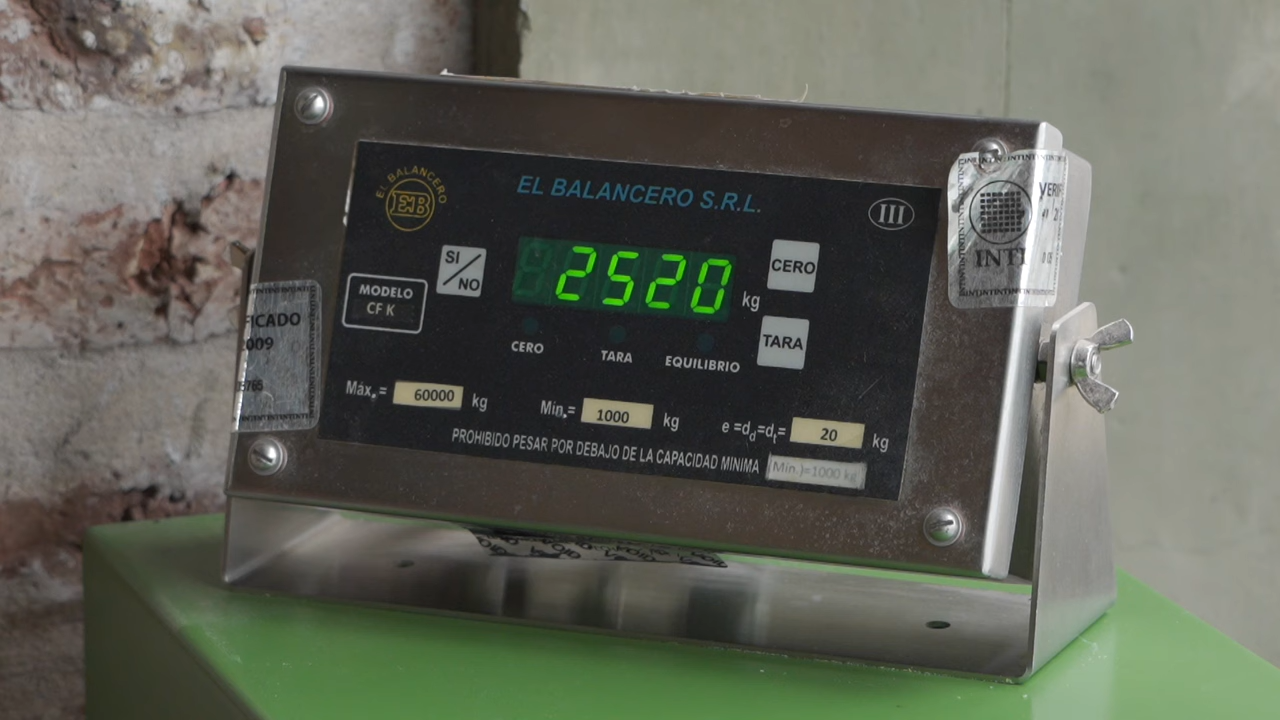 EL BALANCERO
EB
EL BALANCERO S.R.L.
III
SI/NO
2520 kg
CERO
MODELO
CF K
TARA
CERO TARA EQUILIBRIO
Máx.= 60000 kg
Mín.= 1000 kg
e =dd=dt= 20 kg
PROHIBIDO PESAR POR DEBAJO DE LA CAPACIDAD MINIMA (Min.)=1000 kg
INTI
FICADO
009